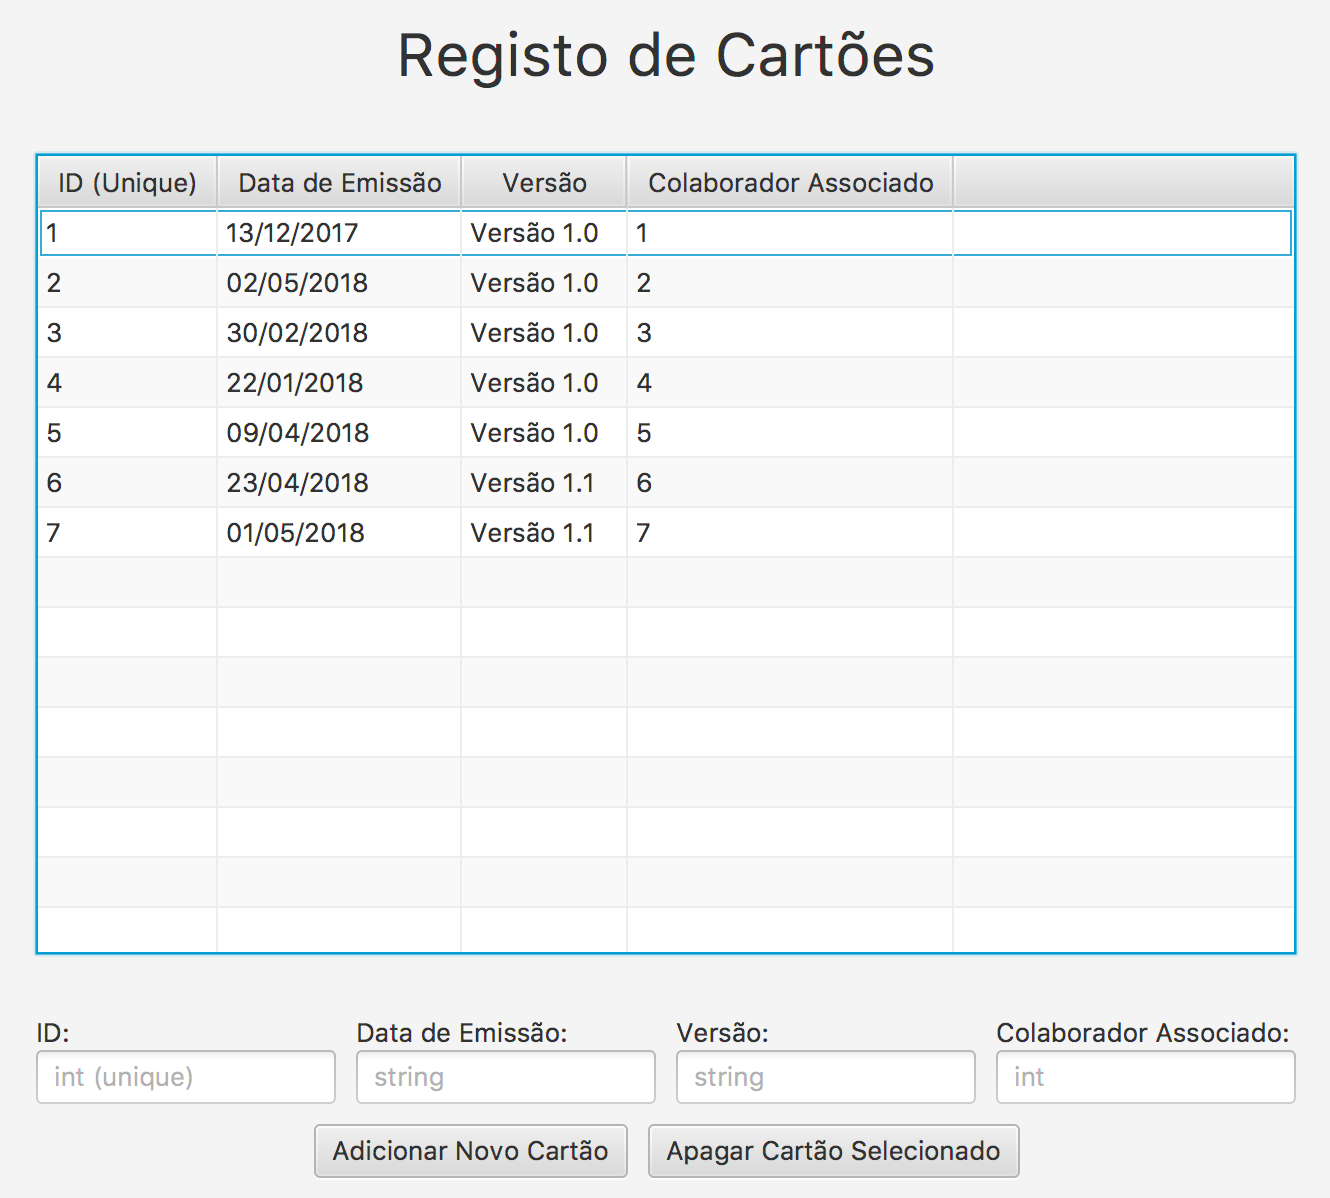 Registo de Cartões
ID (Unique) Data de Emissão Versão Colaborador Associado
1 13/12/2017 Versão 1.0 1
2 02/05/2018 Versão 1.0 2
3 30/02/2018 Versão 1.0 3
4 22/01/2018 Versão 1.0 4
5 09/04/2018 Versão 1.0 5
6 23/04/2018 Versão 1.1 6
7 01/05/2018 Versão 1.1 7
ID: Data de Emissão: Versão: Colaborador Associado:
int (unique) string string int
Adicionar Novo Cartão Apagar Cartão Selecionado